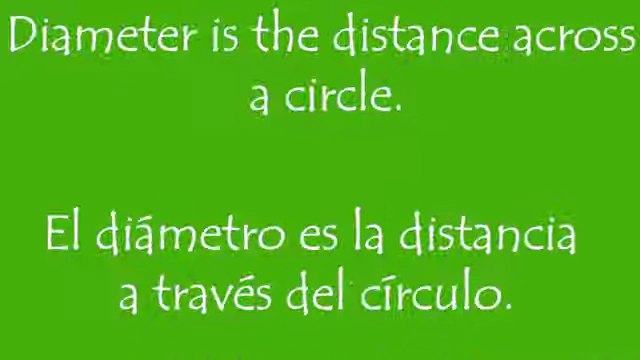 Diameter is the distance across
a circle.
El diámetro es la distancia
a través del círculo.